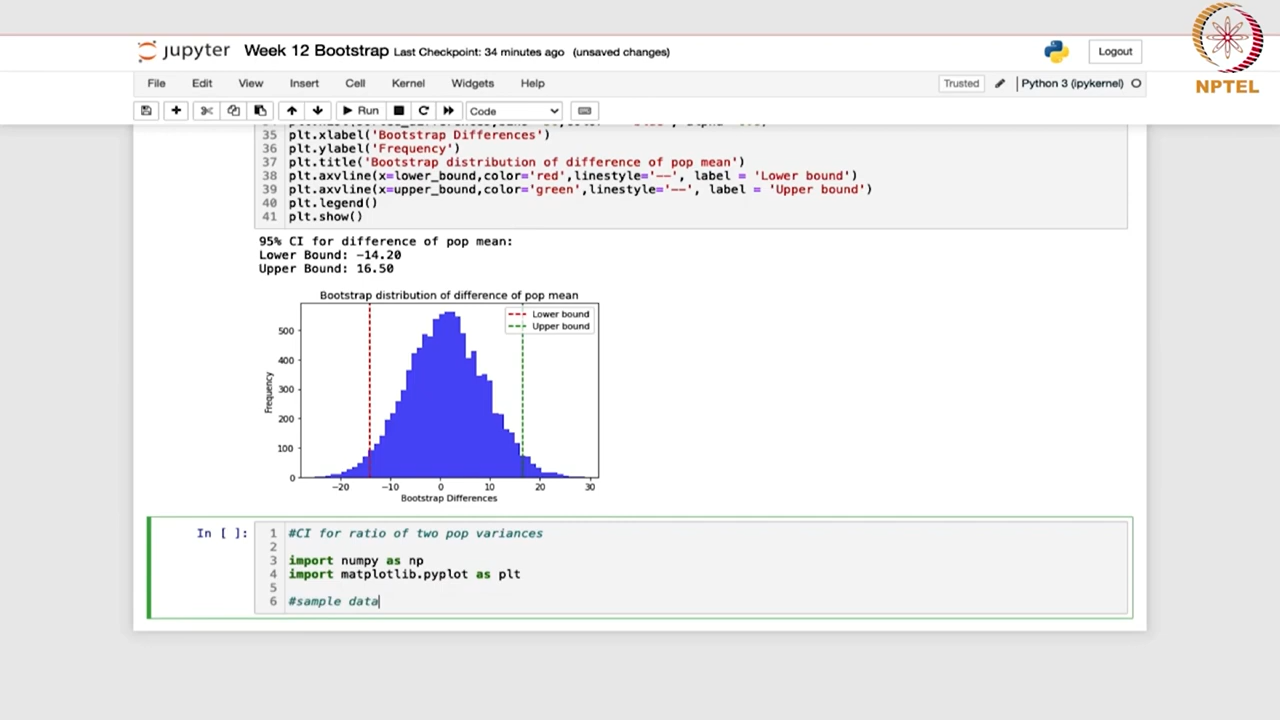 jupyter Week 12 Bootstrap Last Checkpoint: 34 minutes ago (unsaved changes)
Logout
NPTEL
File Edit View Insert Cell Kernel Widgets Help
Trusted Python 3 (ipykernel)
Run Code
35 plt.xlabel('Bootstrap Differences')
36 plt.ylabel('Frequency')
37 plt.title('Bootstrap distribution of difference of pop mean')
38 plt.axvline(x=lower_bound,color='red',linestyle='--', label = 'Lower bound')
39 plt.axvline(x=upper_bound,color='green',linestyle='--', label = 'Upper bound')
40 plt.legend()
41 plt.show()
95% CI for difference of pop mean:
Lower Bound: -14.20
Upper Bound: 16.50
Bootstrap distribution of difference of pop mean
Lower bound
Upper bound
500
400
300
200
100
0
Frequency
-20 -10 0 10 20 30
Bootstrap Differences
In [ ]:
1 #CI for ratio of two pop variances
2
3 import numpy as np
4 import matplotlib.pyplot as plt
5
6 #sample data